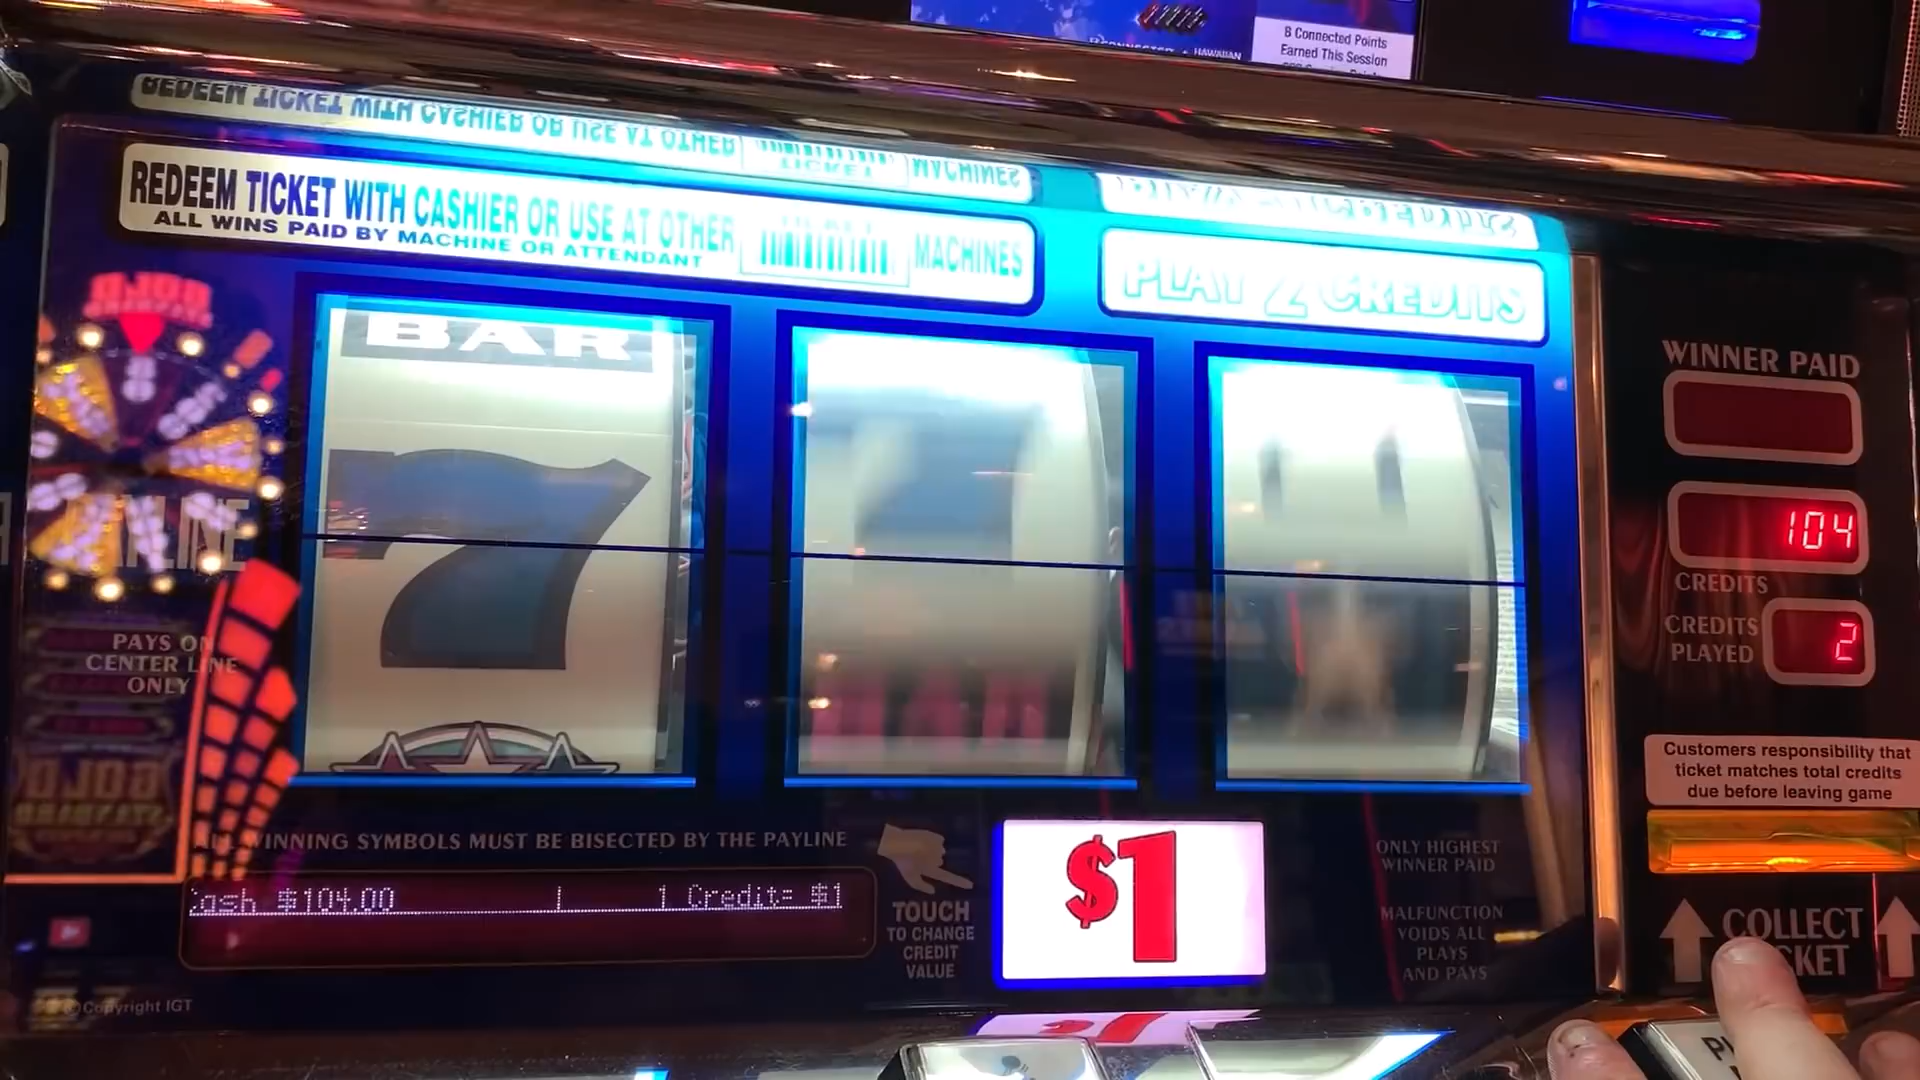 8 Connected Points
Earned This Session
REDEEM TICKET WITH CASHIER OR USE AT OTHER MACHINES
ALL WINS PAID BY MACHINE OR ATTENDANT
PLAY 2 CREDITS
BAR
7
WINNER PAID
104
CREDITS
CREDITS
PLAYED
2
PAYS ON
CENTER LINE
ONLY
Customers responsibility that
ticket matches total credits
due before leaving game
ALL WINNING SYMBOLS MUST BE BISECTED BY THE PAYLINE
Cash $104.00 | 1 Credit= $1
TOUCH
TO CHANGE
CREDIT
VALUE
$1
ONLY HIGHEST
WINNER PAID
MALFUNCTION
VOIDS ALL
PLAYS
AND PAYS
COLLECT
TICKET
Copyright IGT